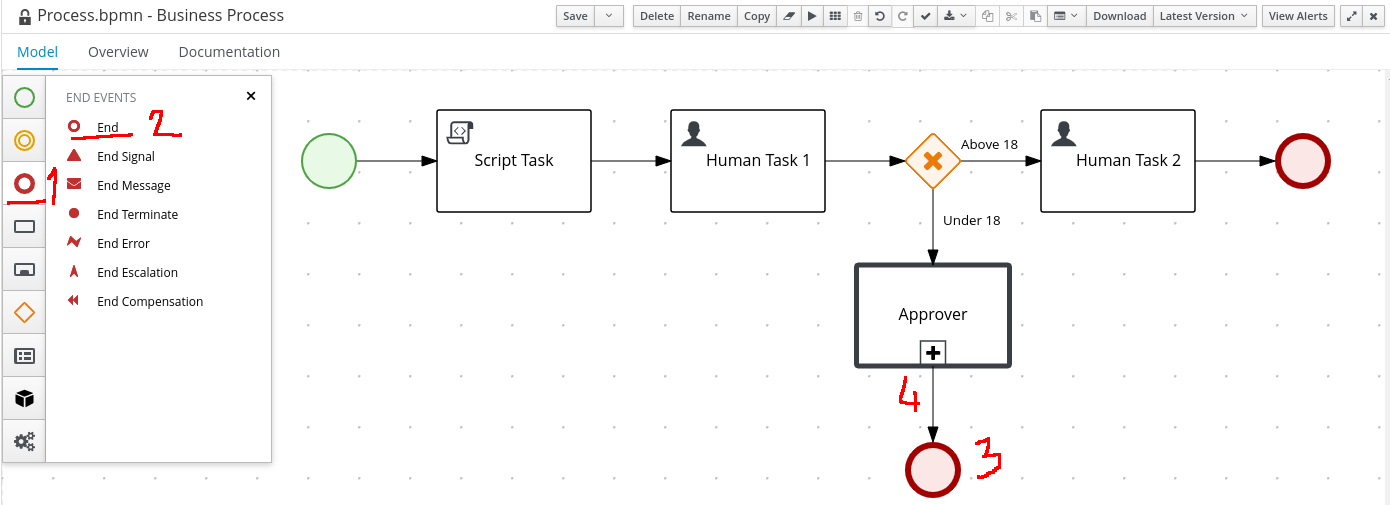 Process.bpmn - Business Process
Save Delete Rename Copy Download Latest Version View Alerts
Model Overview Documentation
END EVENTS
End 2
End Signal
1
End Message
End Terminate
End Error
End Escalation
End Compensation
Script Task
Human Task 1
Above 18
Human Task 2
Under 18
Approver
4
3